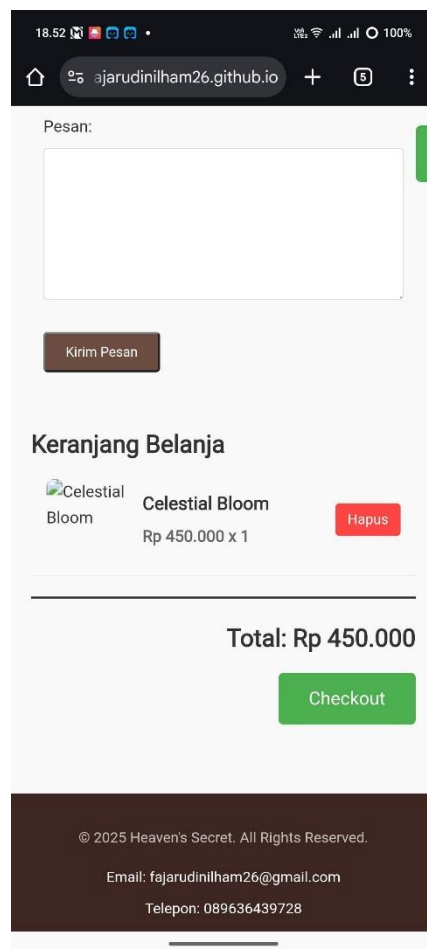 18.52
100%
ajarudinilham26.github.io
5
Pesan:
Kirim Pesan
Keranjang Belanja
Celestial
Bloom
Celestial Bloom
Rp 450.000 x 1
Hapus
Total: Rp 450.000
Checkout
© 2025 Heaven's Secret. All Rights Reserved.
Email: fajarudinilham26@gmail.com
Telepon: 089636439728